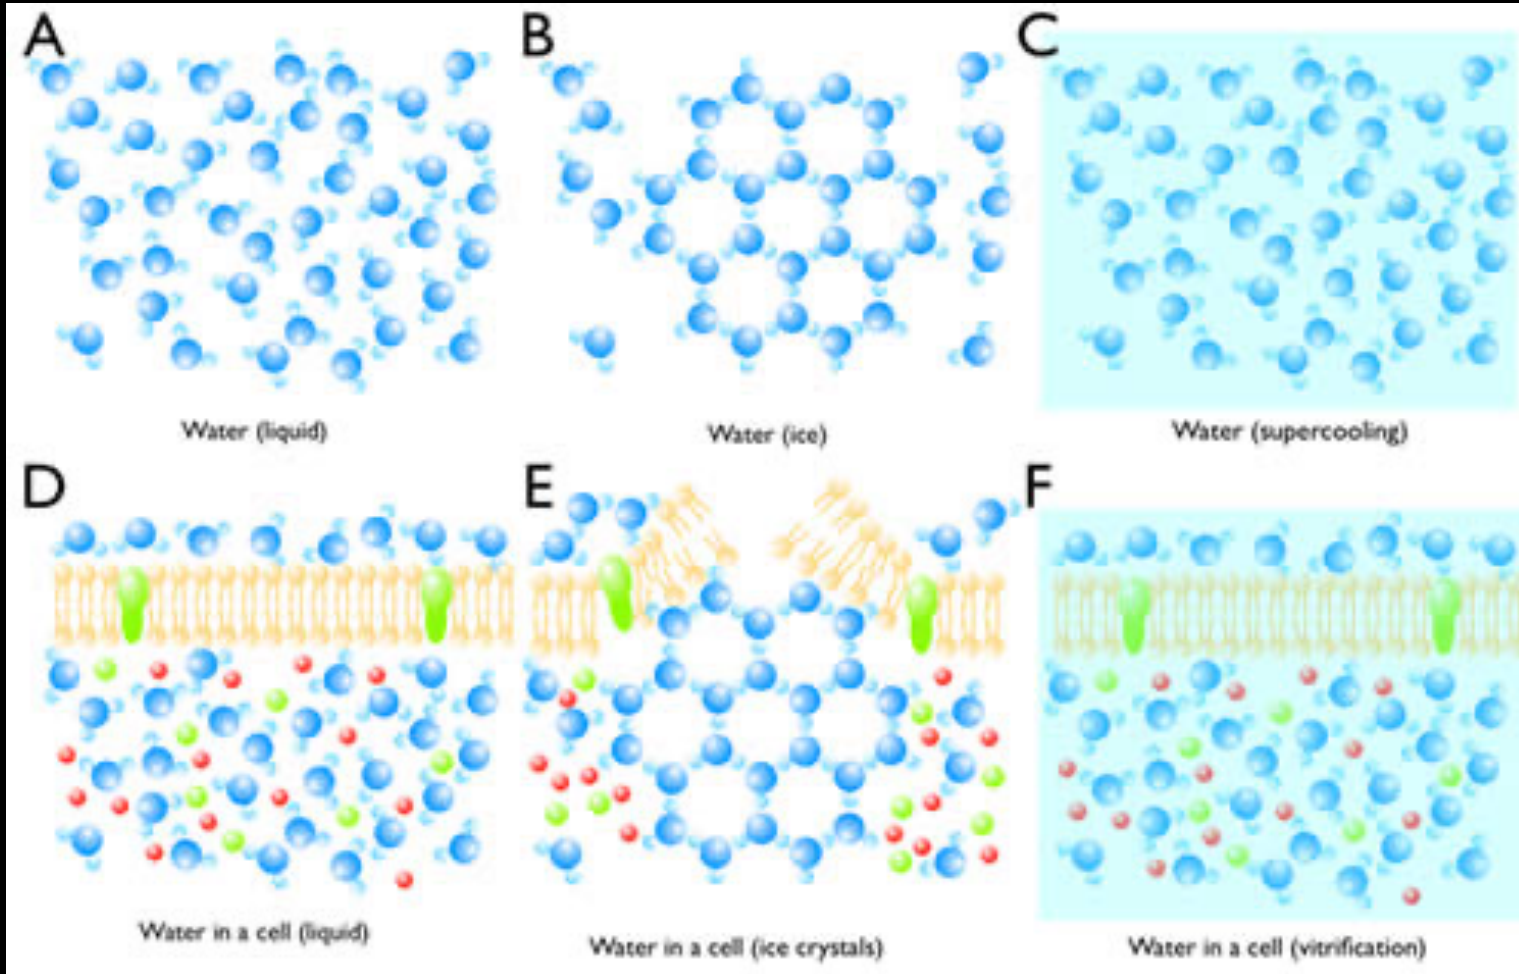 A
B
C
Water (liquid)
Water (ice)
Water (supercooling)
D
E
F
Water in a cell (liquid)
Water in a cell (ice crystals)
Water in a cell (vitrification)